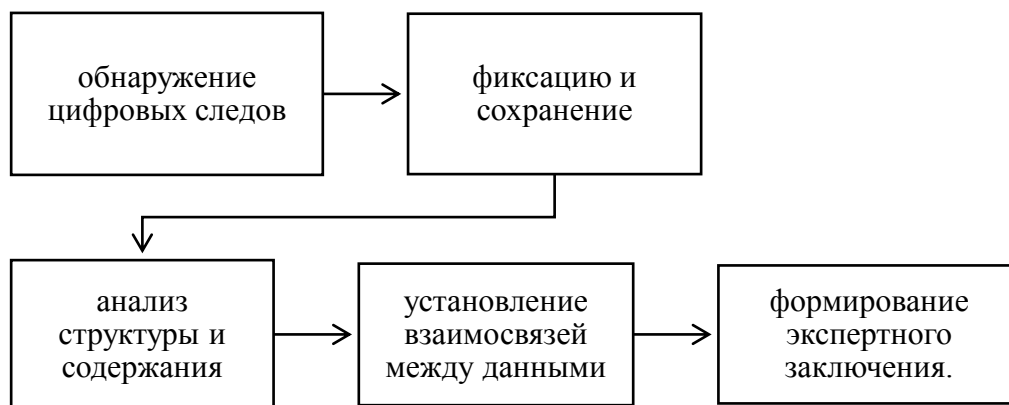 обнаружение
цифровых следов
фиксацию и
сохранение
анализ
структуры и
содержания
установление
взаимосвязей
между данными
формирование
экспертного
заключения.